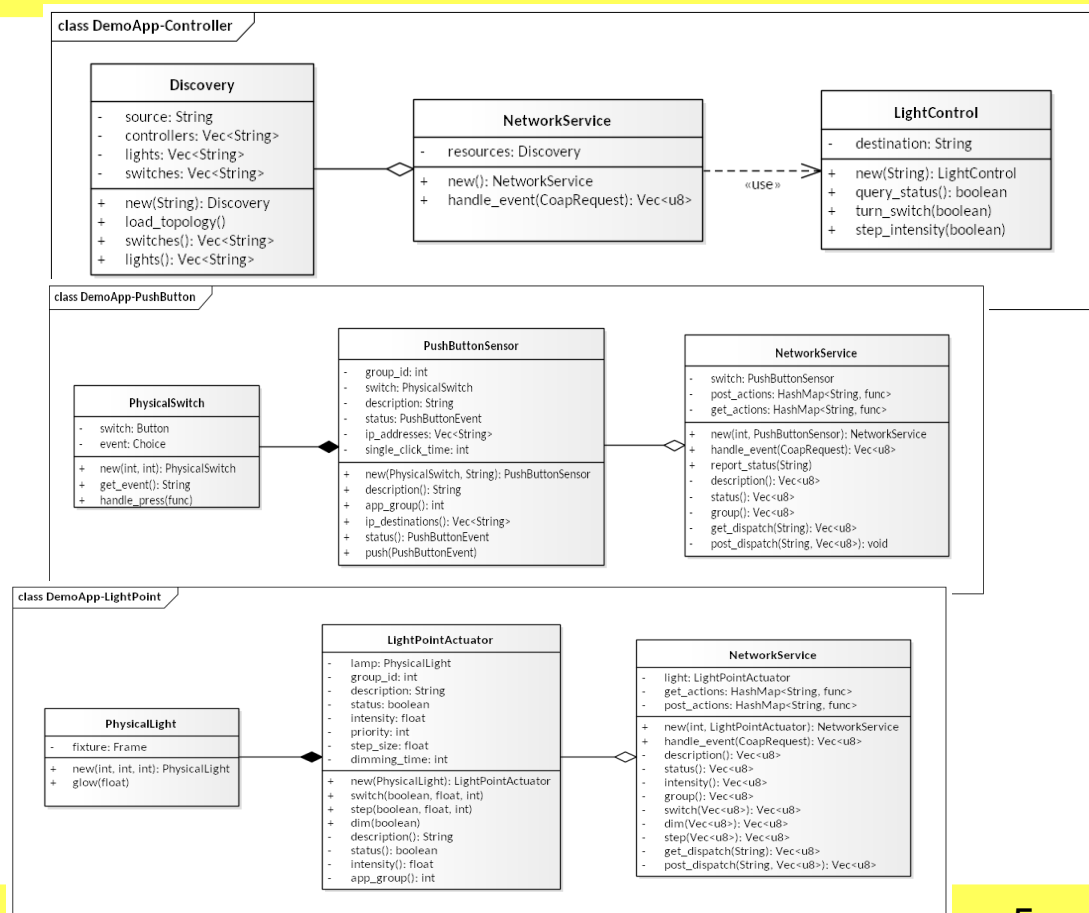 class DemoApp-Controller
Discovery
- source: String
- controllers: Vec<String>
- lights: Vec<String>
- switches: Vec<String>
+ new(String): Discovery
+ load_topology()
+ switches(): Vec<String>
+ lights(): Vec<String>
NetworkService
- resources: Discovery
+ new(): NetworkService
+ handle_event(CoapRequest): Vec<u8>
«use»
LightControl
- destination: String
+ new(String): LightControl
+ query_status(): boolean
+ turn_switch(boolean)
+ step_intensity(boolean)
class DemoApp-PushButton
PhysicalSwitch
- switch: Button
- event: Choice
+ new(int, int): PhysicalSwitch
+ get_event(): String
+ handle_press(func)
PushButtonSensor
- group_id: int
- switch: PhysicalSwitch
- description: String
- status: PushButtonEvent
- ip_addresses: Vec<String>
- single_click_time: int
+ new(PhysicalSwitch, String): PushButtonSensor
+ description(): String
+ app_group(): int
+ ip_destinations(): Vec<String>
+ status(): PushButtonEvent
+ push(PushButtonEvent)
NetworkService
- switch: PushButtonSensor
- post_actions: HashMap<String, func>
- get_actions: HashMap<String, func>
+ new(int, PushButtonSensor): NetworkService
+ handle_event(CoapRequest): Vec<u8>
+ report_status(String)
- description(): Vec<u8>
- status(): Vec<u8>
- group(): Vec<u8>
- get_dispatch(String): Vec<u8>
- post_dispatch(String, Vec<u8>): void
class DemoApp-LightPoint
PhysicalLight
- fixture: Frame
+ new(int, int, int): PhysicalLight
+ glow(float)
LightPointActuator
- lamp: PhysicalLight
- group_id: int
- description: String
- status: boolean
- intensity: float
- priority: int
- step_size: float
- dimming_time: int
+ new(PhysicalLight): LightPointActuator
+ switch(boolean, float, int)
+ step(boolean, float, int)
+ dim(boolean)
- description(): String
- status(): boolean
- intensity(): float
- app_group(): int
NetworkService
- light: LightPointActuator
- get_actions: HashMap<String, func>
- post_actions: HashMap<String, func>
+ new(int, LightPointActuator): NetworkService
+ handle_event(CoapRequest): Vec<u8>
- description(): Vec<u8>
- status(): Vec<u8>
- intensity(): Vec<u8>
- group(): Vec<u8>
- switch(Vec<u8>): Vec<u8>
- dim(Vec<u8>): Vec<u8>
- step(Vec<u8>): Vec<u8>
- get_dispatch(String): Vec<u8>
- post_dispatch(String, Vec<u8>): Vec<u8>